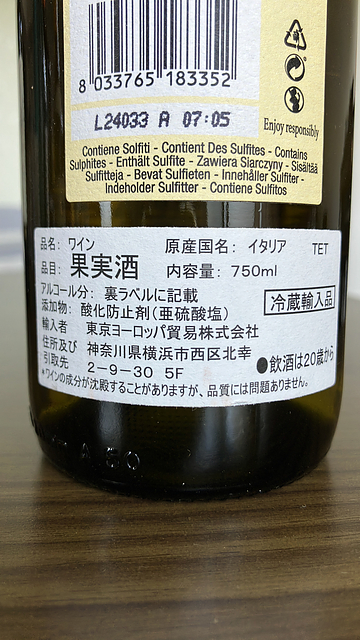 8 033765 183352
L24033 A 07:05
Enjoy responsibly
Contiene Solfiti - Contient Des Sulfites - Contains
Sulphites - Enthält Sulfite - Zawiera Siarczyny - Sisältää
Sulfitteja - Bevat Sulfieten - Innehåller Sulfiter -
Indeholder Sulfitter - Contiene Sulfitos
品名: ワイン 原産国名: イタリア TET
品目: 果実酒 内容量: 750ml
アルコール分: 裏ラベルに記載
冷蔵輸入品
添加物: 酸化防止剤(亜硫酸塩)
輸入者 東京ヨーロッパ貿易株式会社
住所及び 神奈川県横浜市西区北幸
引取先 2-9-30 5F
●飲酒は20歳から
*ワインの成分が沈殿することがありますが、品質には問題ありません。